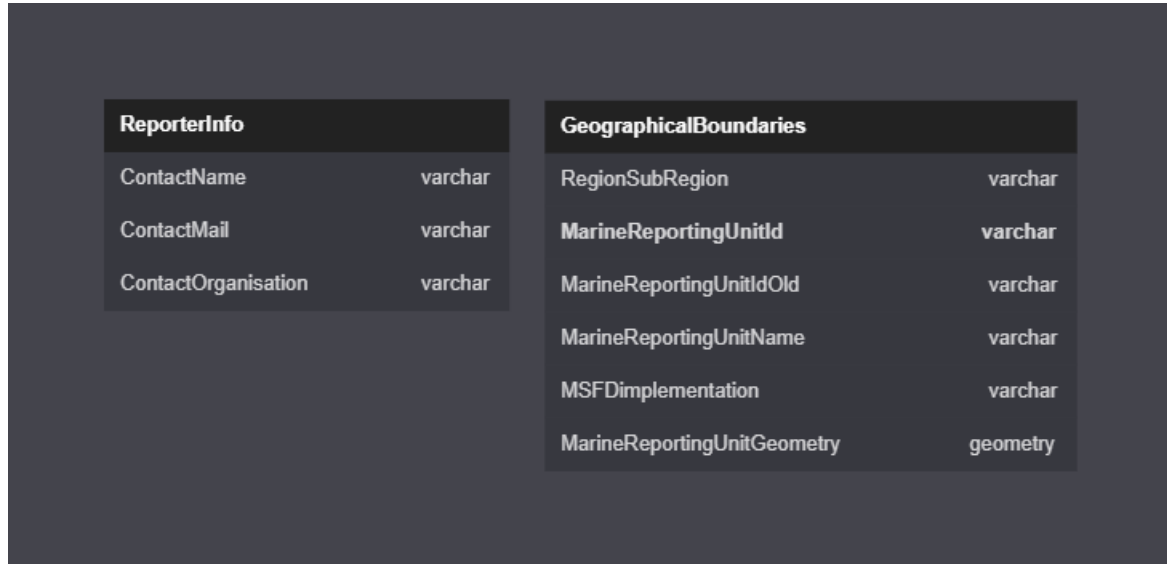 ReporterInfo
ContactName varchar
ContactMail varchar
ContactOrganisation varchar
GeographicalBoundaries
RegionSubRegion varchar
MarineReportingUnitId varchar
MarineReportingUnitIdOld varchar
MarineReportingUnitName varchar
MSFDimplementation varchar
MarineReportingUnitGeometry geometry